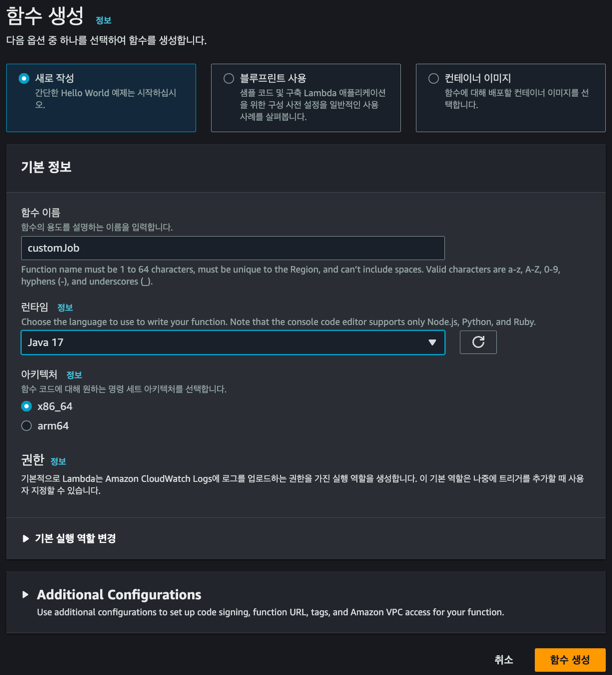 함수 생성 정보
다음 옵션 중 하나를 선택하여 함수를 생성합니다.
새로 작성
간단한 Hello World 예제는 시작하십시
오.
블루프린트 사용
샘플 코드 및 구축 Lambda 애플리케이션
을 위한 구성 사전 설정을 일반적인 사용
사례를 살펴봅니다.
컨테이너 이미지
함수에 대해 배포할 컨테이너 이미지를 선
택합니다.
기본 정보
함수 이름
함수의 용도를 설명하는 이름을 입력합니다.
customJob
Function name must be 1 to 64 characters, must be unique to the Region, and can't include spaces. Valid characters are a-z, A-Z, 0-9,
hyphens (-), and underscores (_).
런타임 정보
Choose the language to use to write your function. Note that the console code editor supports only Node.js, Python, and Ruby.
Java 17
아키텍처 정보
함수 코드에 대해 원하는 명령 세트 아키텍처를 선택합니다.
x86_64
arm64
권한 정보
기본적으로 Lambda는 Amazon CloudWatch Logs에 로그를 업로드하는 권한을 가진 실행 역할을 생성합니다. 이 기본 역할은 나중에 트리거를 추가할 때 사용
자 지정할 수 있습니다.
기본 실행 역할 변경
Additional Configurations
Use additional configurations to set up code signing, function URL, tags, and Amazon VPC access for your function.
취소
함수 생성